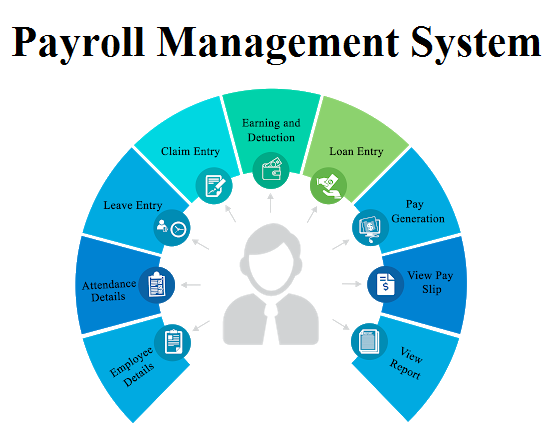 Payroll Management System
Earning and
Detuction
Claim Entry
Loan Entry
Leave Entry
Pay
Generation
Attendance
Details
View Pay
Slip
Employee
Details
View
Report
$
$